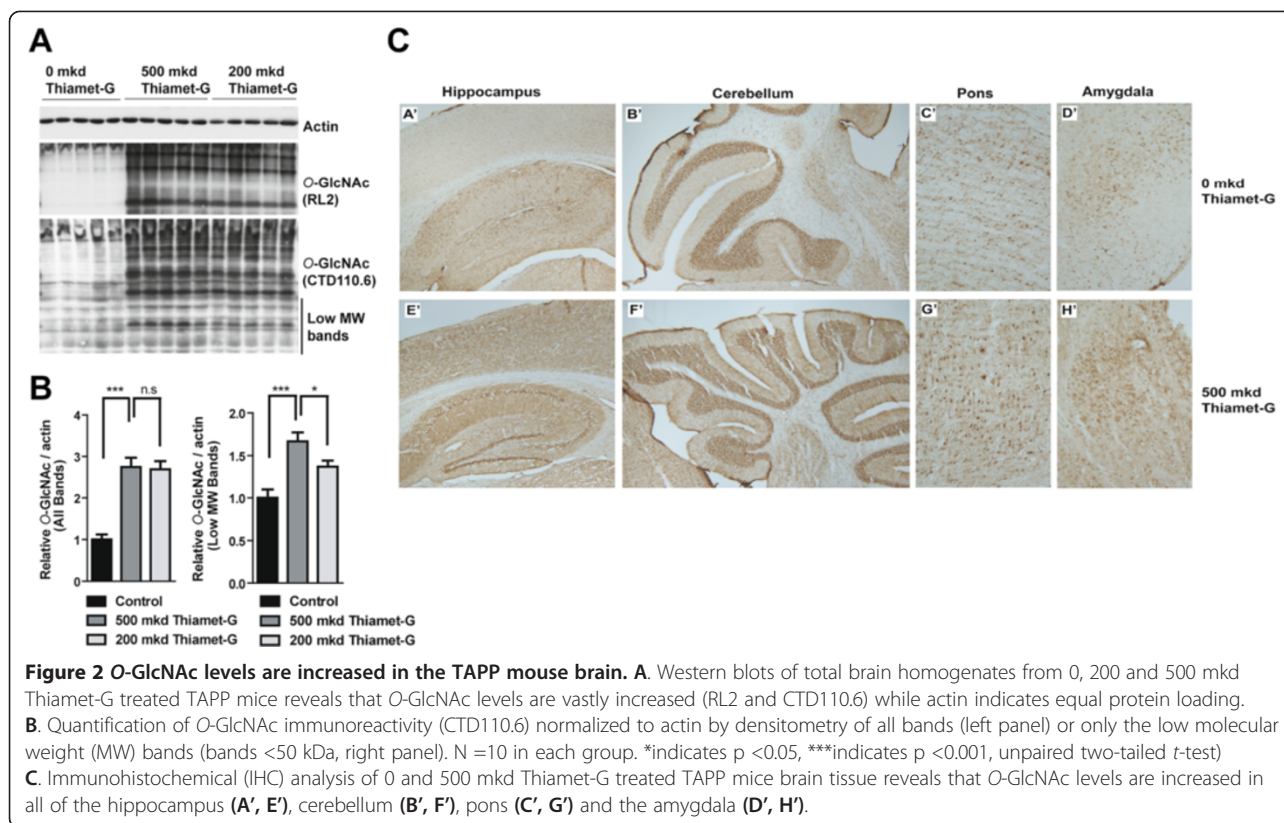 A
0 mkd 500 mkd 200 mkd
Thiamet-G Thiamet-G Thiamet-G
Actin
O-GlcNAc
(RL2)
O-GlcNAc
(CTD110.6)
Low MW
bands
B
*** n.s
Relative O-GlcNAc / actin
(All Bands)
5
4
3
2
1
0
Control
500 mkd Thiamet-G
200 mkd Thiamet-G
*** *
Relative O-GlcNAc / actin
(Low MW Bands)
2.0
1.5
1.0
0.5
0.0
Control
500 mkd Thiamet-G
200 mkd Thiamet-G
C
Hippocampus Cerebellum Pons Amygdala
A' B' C' D'
0 mkd
Thiamet-G
E' F' G' H'
500 mkd
Thiamet-G
Figure 2 O-GlcNAc levels are increased in the TAPP mouse brain. A. Western blots of total brain homogenates from 0, 200 and 500 mkd
Thiamet-G treated TAPP mice reveals that O-GlcNAc levels are vastly increased (RL2 and CTD110.6) while actin indicates equal protein loading.
B. Quantification of O-GlcNAc immunoreactivity (CTD110.6) normalized to actin by densitometry of all bands (left panel) or only the low molecular
weight (MW) bands (bands <50 kDa, right panel). N =10 in each group. *indicates p <0.05, ***indicates p <0.001, unpaired two-tailed t-test)
C. Immunohistochemical (IHC) analysis of 0 and 500 mkd Thiamet-G treated TAPP mice brain tissue reveals that O-GlcNAc levels are increased in
all of the hippocampus (A', E'), cerebellum (B', F'), pons (C', G') and the amygdala (D', H').